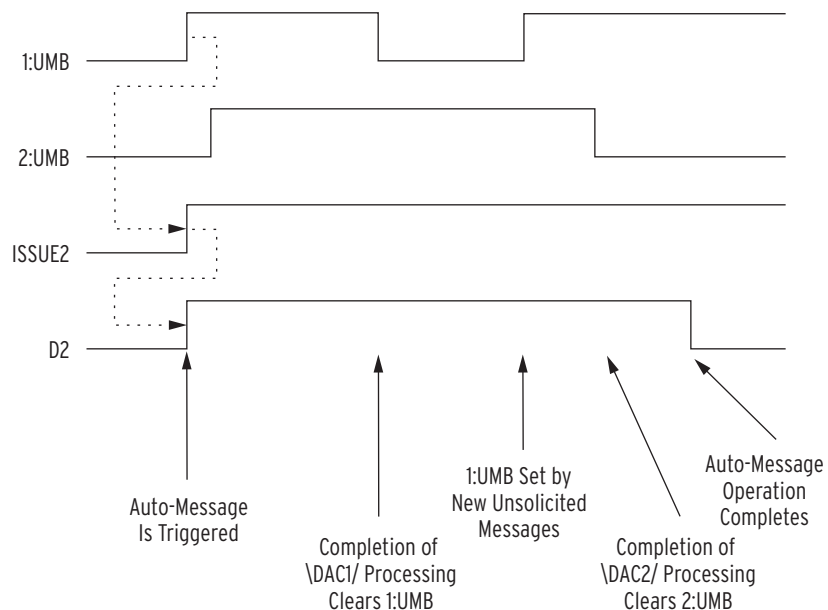 1:UMB
2:UMB
ISSUE2
D2
Auto-Message
Is Triggered
Completion of
\DAC1/ Processing
Clears 1:UMB
1:UMB Set by
New Unsolicited
Messages
Completion of
\DAC2/ Processing
Clears 2:UMB
Auto-Message
Operation
Completes